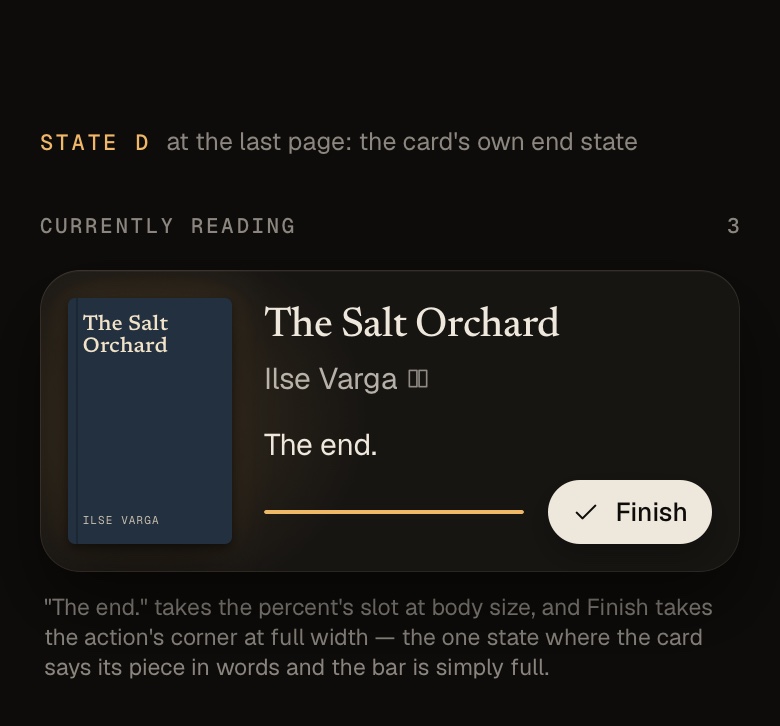 STATE D at the last page: the card's own end state
CURRENTLY READING 3
The Salt
Orchard
ILSE VARGA
The Salt Orchard
Ilse Varga
The end.
Finish
"The end." takes the percent's slot at body size, and Finish takes
the action's corner at full width — the one state where the card
says its piece in words and the bar is simply full.